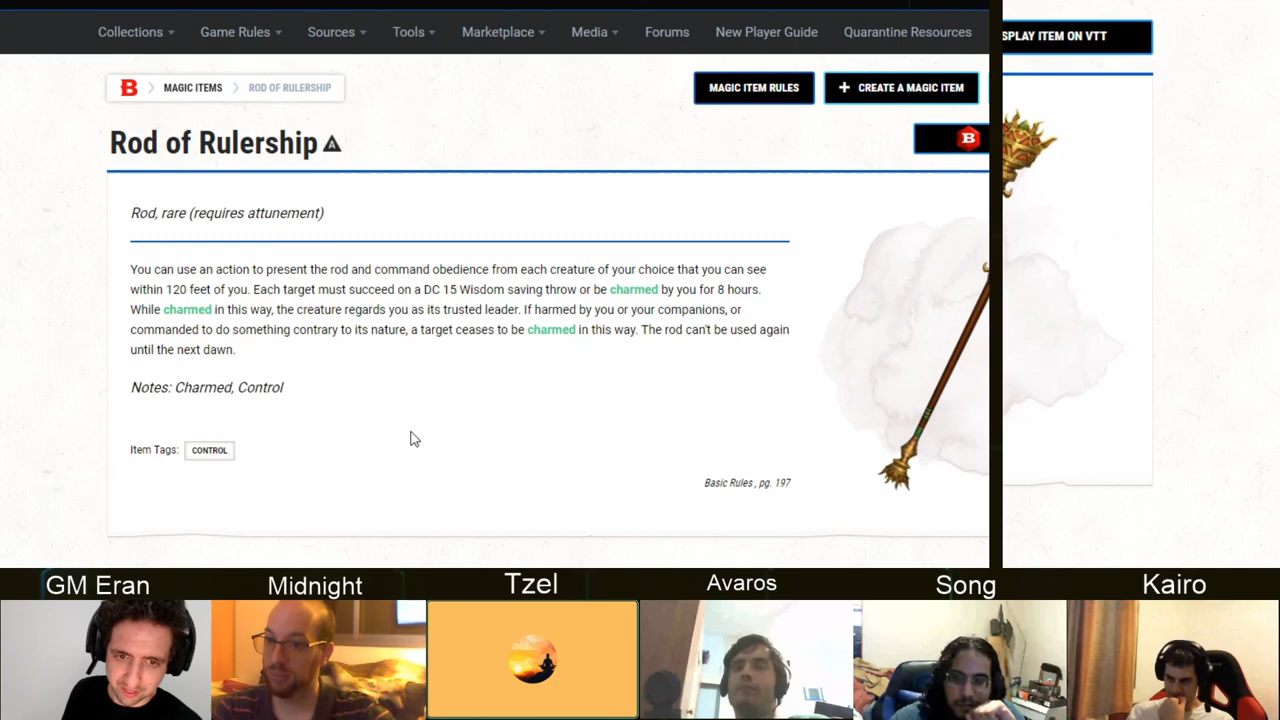 Collections Game Rules Sources Tools Marketplace Media Forums New Player Guide Quarantine Resources
SPLAY ITEM ON VTT
B MAGIC ITEMS ROD OF RULERSHIP
MAGIC ITEM RULES
+ CREATE A MAGIC ITEM
Rod of Rulership
B
Rod, rare (requires attunement)
You can use an action to present the rod and command obedience from each creature of your choice that you can see
within 120 feet of you. Each target must succeed on a DC 15 Wisdom saving throw or be charmed by you for 8 hours.
While charmed in this way, the creature regards you as its trusted leader. If harmed by you or your companions, or
commanded to do something contrary to its nature, a target ceases to be charmed in this way. The rod can't be used again
until the next dawn.
Notes: Charmed, Control
Item Tags: CONTROL
Basic Rules , pg. 197
GM Eran Midnight Tzel Avaros Song Kairo